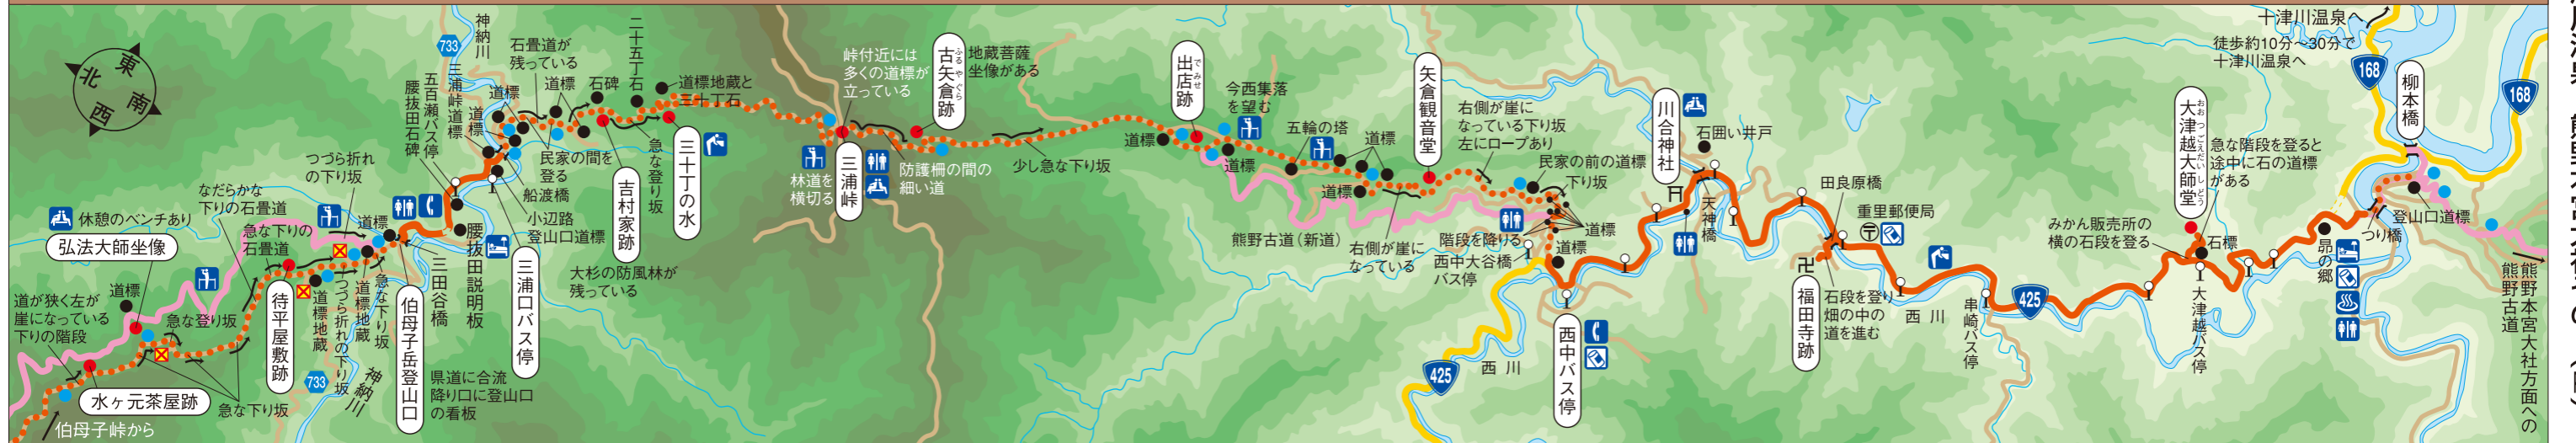 東
北
南
西
休憩のベンチあり
弘法大師坐像
道が狭く左が
崖になっている
下りの階段
道標
急な登り坂
水ヶ元茶屋跡
急な下り坂
伯母子峠から
なだらかな
下りの石畳道
急な下りの
石畳道
待平屋敷跡
つづら折れ
の下り坂
道標
道標地蔵
つづら折れの下り坂
道標地蔵
急な下り坂
733
神納川
伯母子岳登山口
県道に合流
降り口に登山口
の看板
三田谷橋
腰抜田説明板
腰抜田石碑
五百瀬バス停
三浦峠道標
道標
733
神納川
道標
石畳道が
残っている
道標
石碑
二十五丁石
道標地蔵と
三十丁石
民家の間を
登る
船渡橋
小辺路
登山口道標
三浦口バス停
吉村家跡
大杉の防風林が
残っている
急な登り坂
三十丁の水
峠付近には
多くの道標が
立っている
林道を
横切る
三浦峠
古矢倉跡
ふるやぐら
地蔵菩薩
坐像がある
防護柵の間の
細い道
少し急な下り坂
道標
出店跡
でみせ
道標
今西集落
を望む
五輪の塔
道標
道標
熊野古道(新道)
右側が崖に
なっている
矢倉観音堂
右側が崖に
なっている下り坂
左にロープあり
民家の前の道標
下り坂
道標
階段を降りる
道標
西中大谷橋
バス停
425
西川
西中バス停
川合神社
石囲い井戸
天神橋
田良原橋
重里郵便局
福田寺跡
石段を登り
畑の中の
道を進む
西川
串崎バス停
425
みかん販売所の
横の石段を登る
大津越大師堂
おおつごえだいしどう
急な階段を登ると
途中に石の道標
がある
石標
大津越バス停
昴の郷
つり橋
登山口道標
柳本橋
十津川温泉へ
徒歩約10分~30分で
十津川温泉へ
168
168
熊野本宮大社方面への
熊野古道